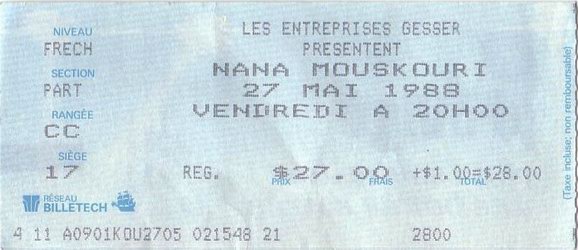 NIVEAU
FRECH
SECTION
PART
RANGÉE
CC
SIÈGE
17
RÉSEAU
BILLETECH
LES ENTREPRISES GESSER
PRESENTENT
NANA MOUSKOURI
27 MAI 1988
VENDREDI A 20H00
REG. $27.00 +$1.00=$28.00
PRIX FRAIS TOTAL
4 11 A0901KOU2705 021548 21 2800
(Taxe incluse; non remboursable)